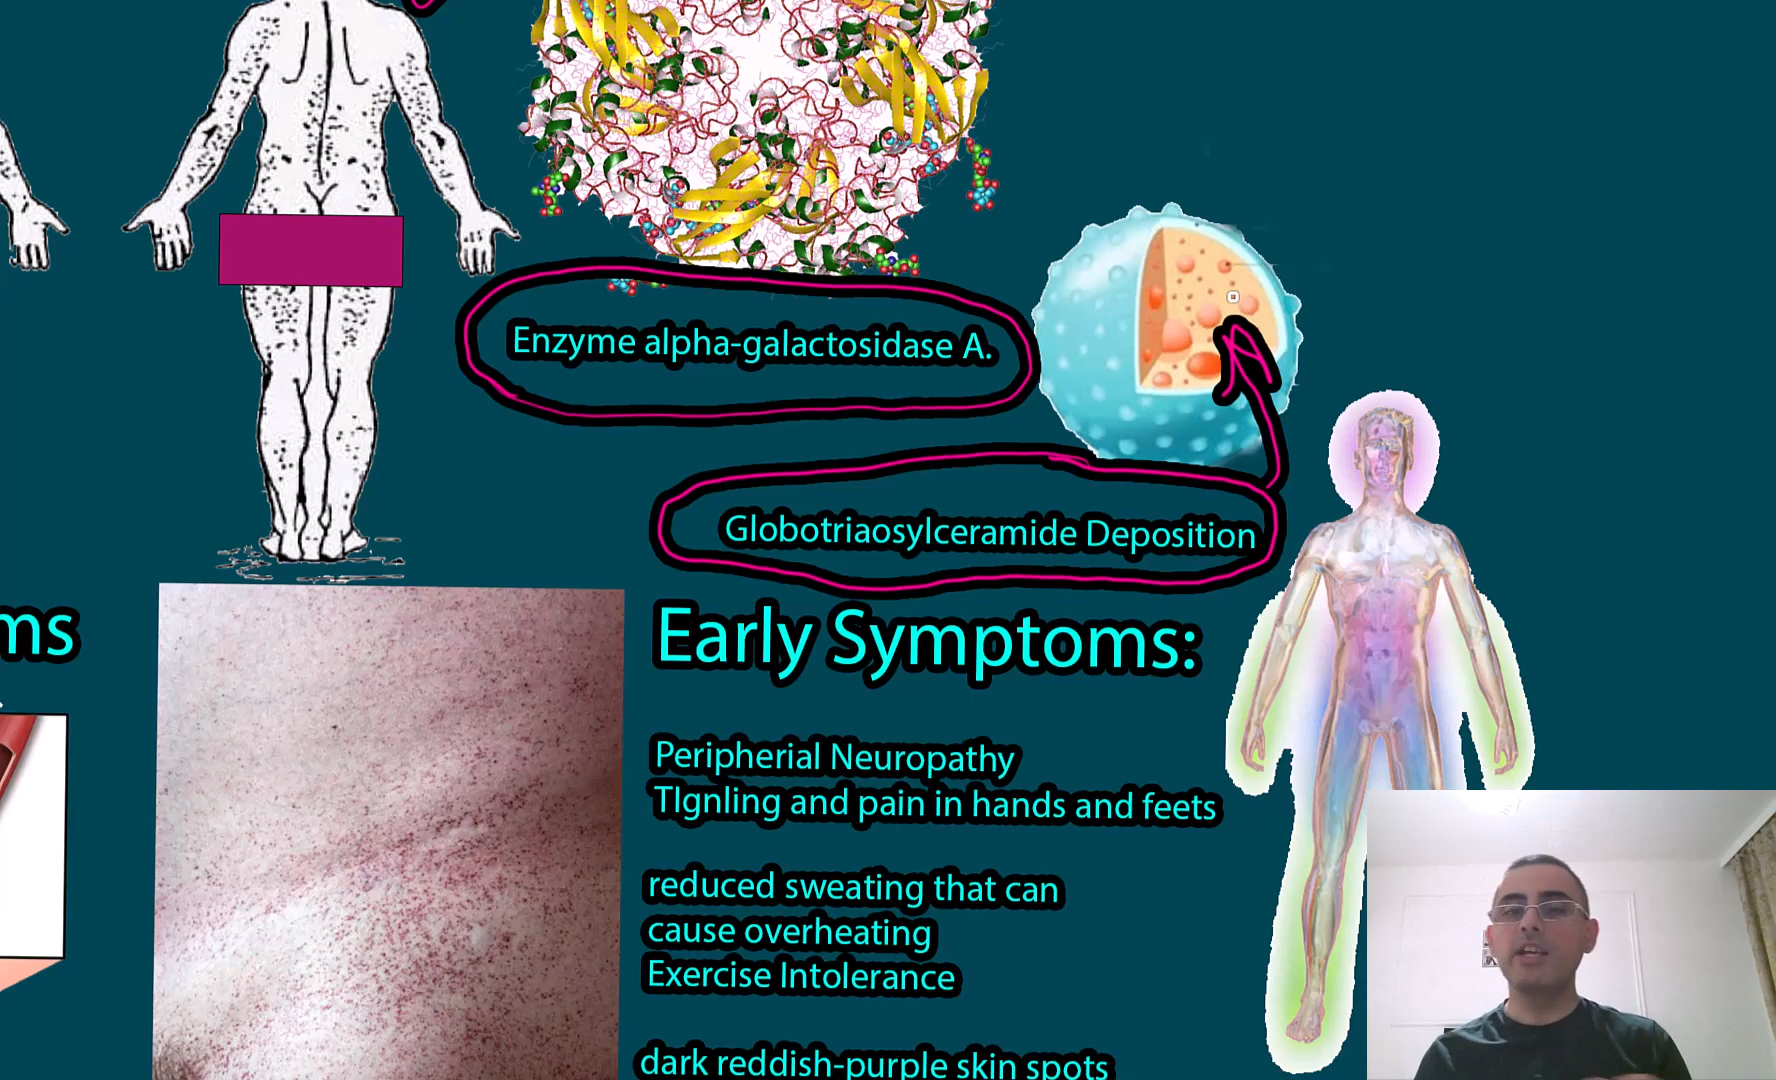 Enzyme alpha-galactosidase A.
Globotriaosylceramide Deposition
ms
Early Symptoms:
Peripherial Neuropathy
TIgnling and pain in hands and feets
reduced sweating that can
cause overheating
Exercise Intolerance
dark reddish-purple skin spots